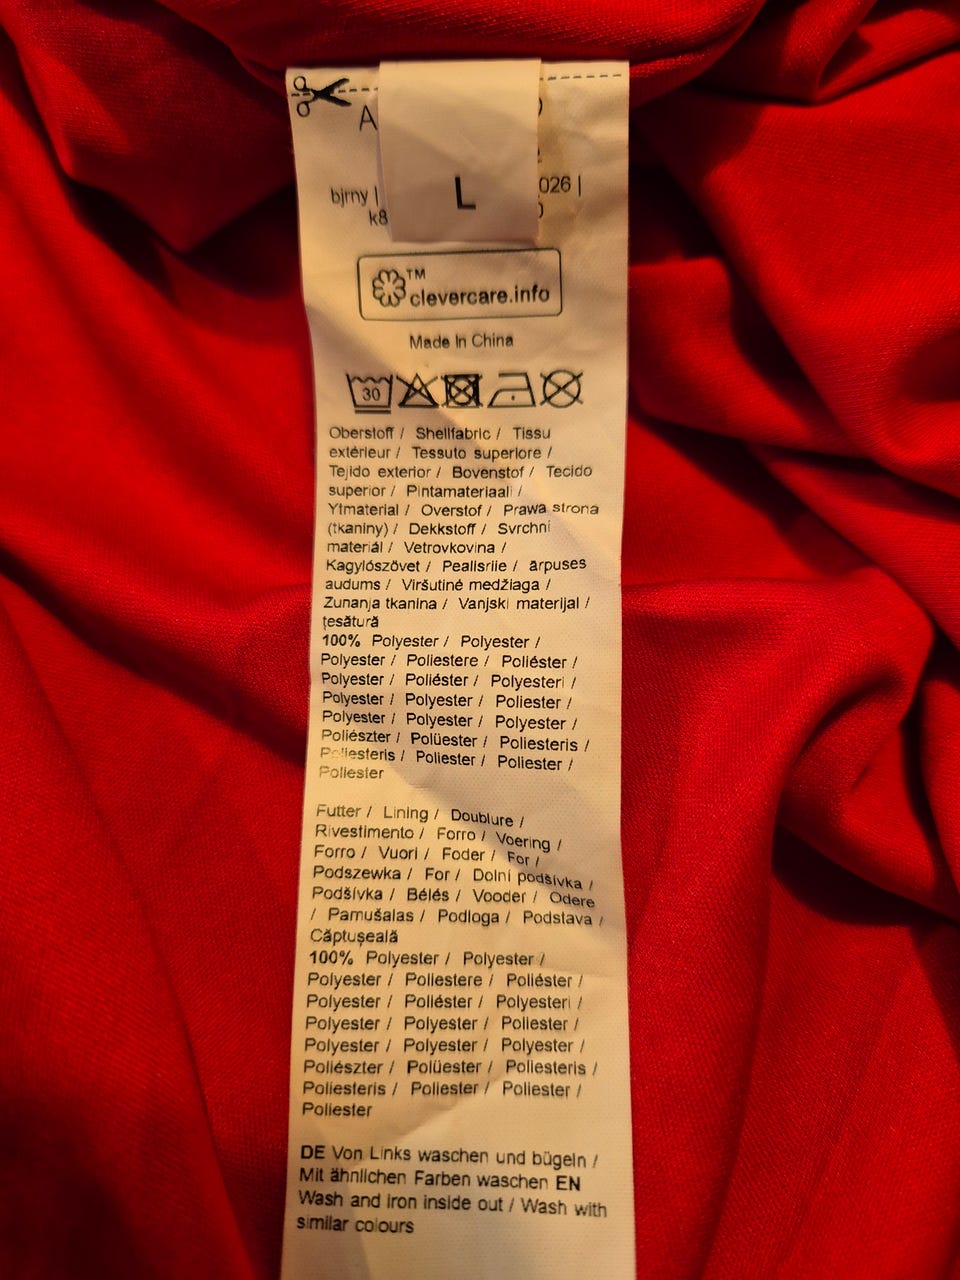 L
bjrny |
026 |
k8
TM
clevercare.info
Made In China
30
Oberstoff / Shellfabric / Tissu
extérieur / Tessuto superiore /
Tejido exterior / Bovenstof / Tecido
superior / Pintamateriaali /
Ytmaterial / Overstof / Prawa strona
(tkaniny) / Dekkstoff / Svrchní
materiál / Vetrovkovina /
Kagylószövet / Pealisriie / ārpuses
audums / Viršutinė medžiaga /
Zunanja tkanina / Vanjski materijal /
țesătură
100% Polyester / Polyester /
Polyester / Poliestere / Poliéster /
Polyester / Poliéster / Polyesteri /
Polyester / Polyester / Poliester /
Polyester / Polyester / Polyester /
Poliészter / Polüester / Poliesteris /
Poliesteris / Poliester / Poliester /
Poliester
Futter / Lining / Doublure /
Rivestimento / Forro / Voering /
Forro / Vuori / Foder / For /
Podszewka / For / Dolní podšívka /
Podšívka / Bélés / Vooder / Odere
/ Pamušalas / Podloga / Podstava /
Căptușeală
100% Polyester / Polyester /
Polyester / Poliestere / Poliéster /
Polyester / Poliéster / Polyesteri /
Polyester / Polyester / Poliester /
Polyester / Polyester / Polyester /
Poliészter / Polüester / Poliesteris /
Poliesteris / Poliester / Poliester /
Poliester
DE Von Links waschen und bügeln /
Mit ähnlichen Farben waschen EN
Wash and iron inside out / Wash with
similar colours